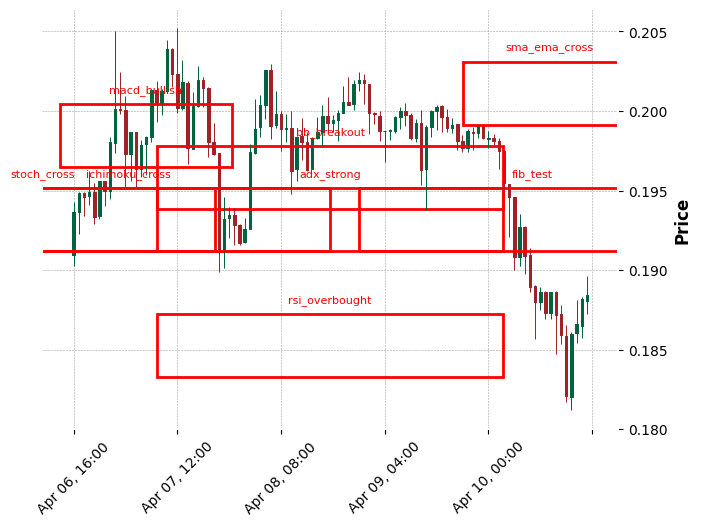 0.205
sma_ema_cross
macd_bullish
0.200
bb_breakout
stoch_cross
ichimoku_cross
adx_strong
fib_test
0.195
Price
0.190
rsi_overbought
0.185
0.180
Apr 06, 16:00
Apr 07, 12:00
Apr 08, 08:00
Apr 09, 04:00
Apr 10, 00:00